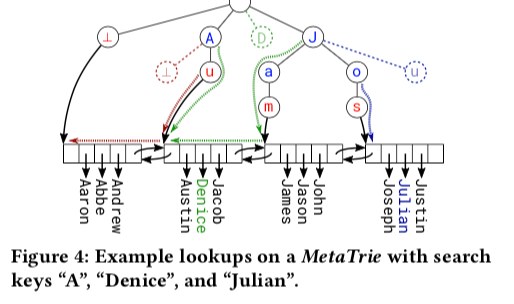 ⊥ A D J
⊥ u a o u
m s
Aaron Abbe Andrew Austin Denice Jacob James Jason John Joseph Julian Justin
Figure 4: Example lookups on a MetaTrie with search
keys “A”, “Denice”, and “Julian”.